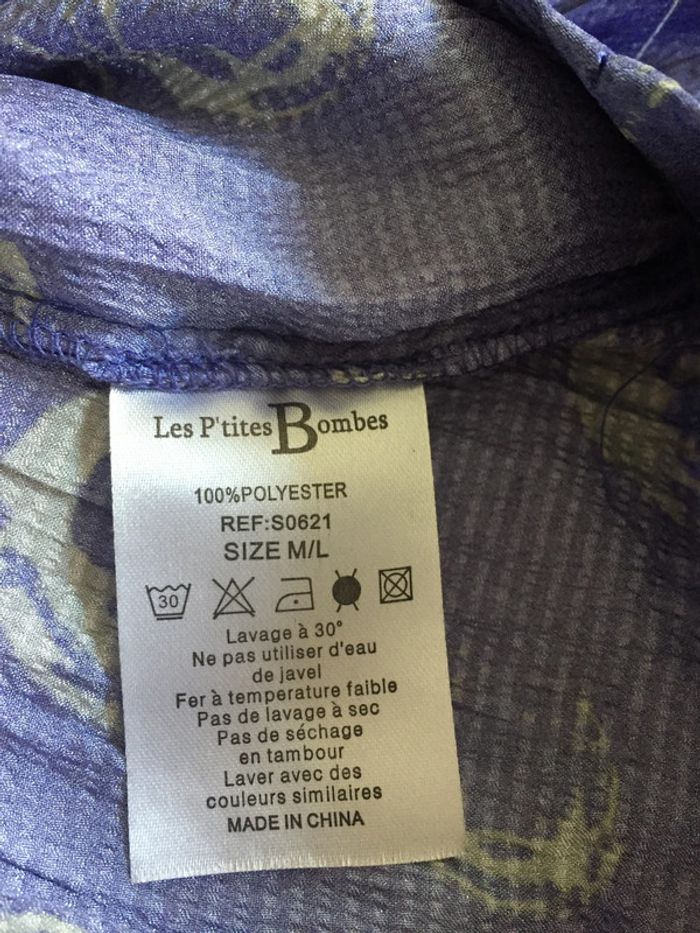 Les P'tites Bombes
100%POLYESTER
REF:S0621
SIZE M/L
30
Lavage à 30°
Ne pas utiliser d'eau
de javel
Fer à temperature faible
Pas de lavage à sec
Pas de séchage
en tambour
Laver avec des
couleurs similaires
MADE IN CHINA